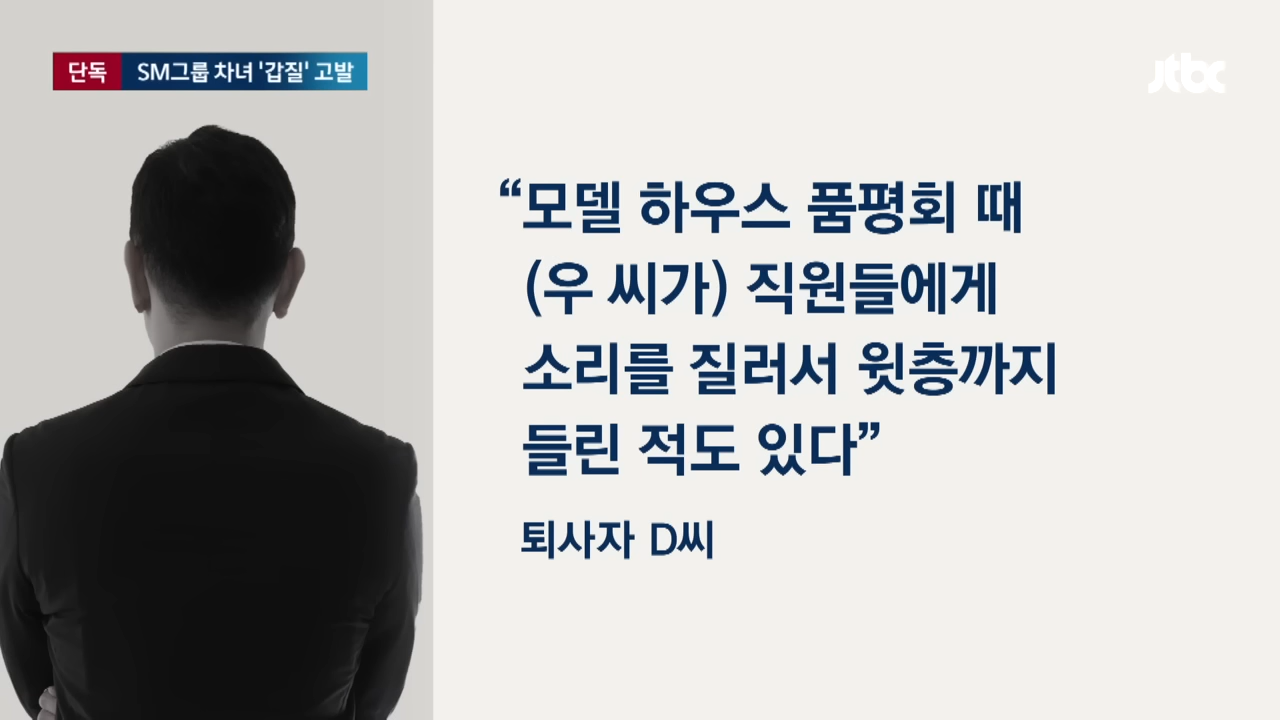 단독 SM그룹 차녀 '갑질' 고발
jtbc
“모델 하우스 품평회 때
(우 씨가) 직원들에게
소리를 질러서 윗층까지
들린 적도 있다”
퇴사자 D씨